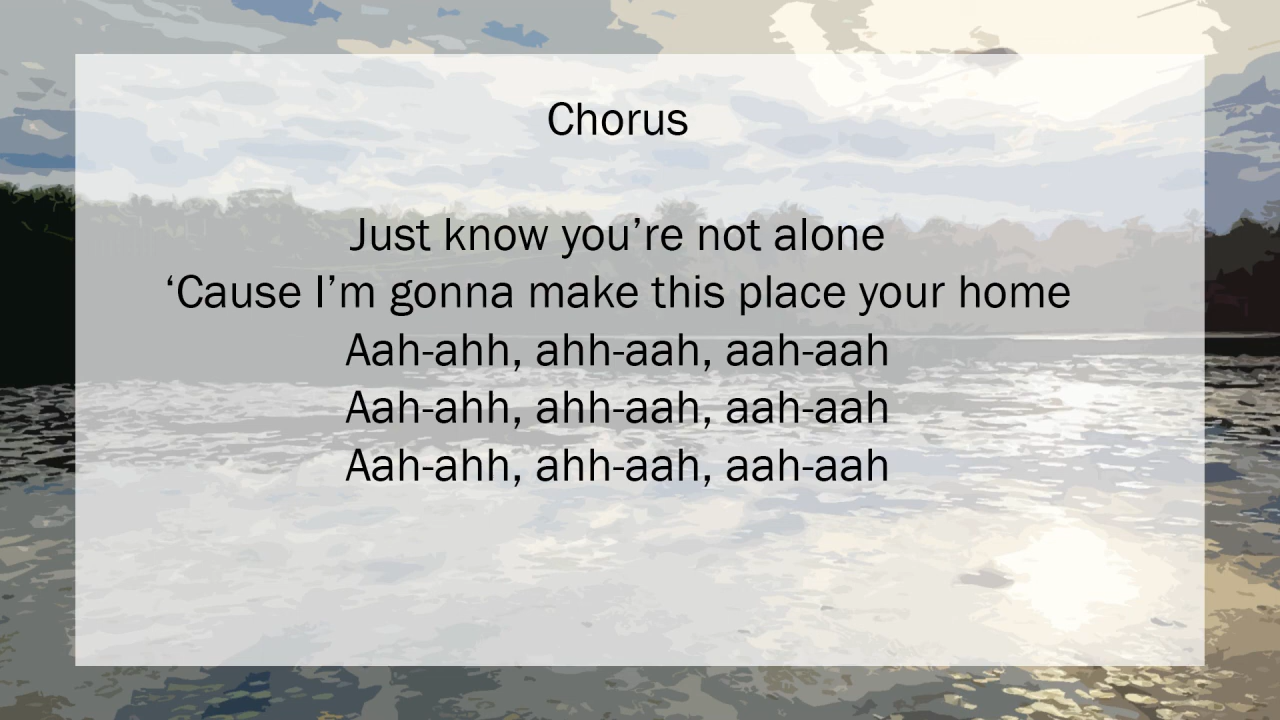 Chorus
Just know you’re not alone
‘Cause I’m gonna make this place your home
Aah-ahh, ahh-aah, aah-aah
Aah-ahh, ahh-aah, aah-aah
Aah-ahh, ahh-aah, aah-aah